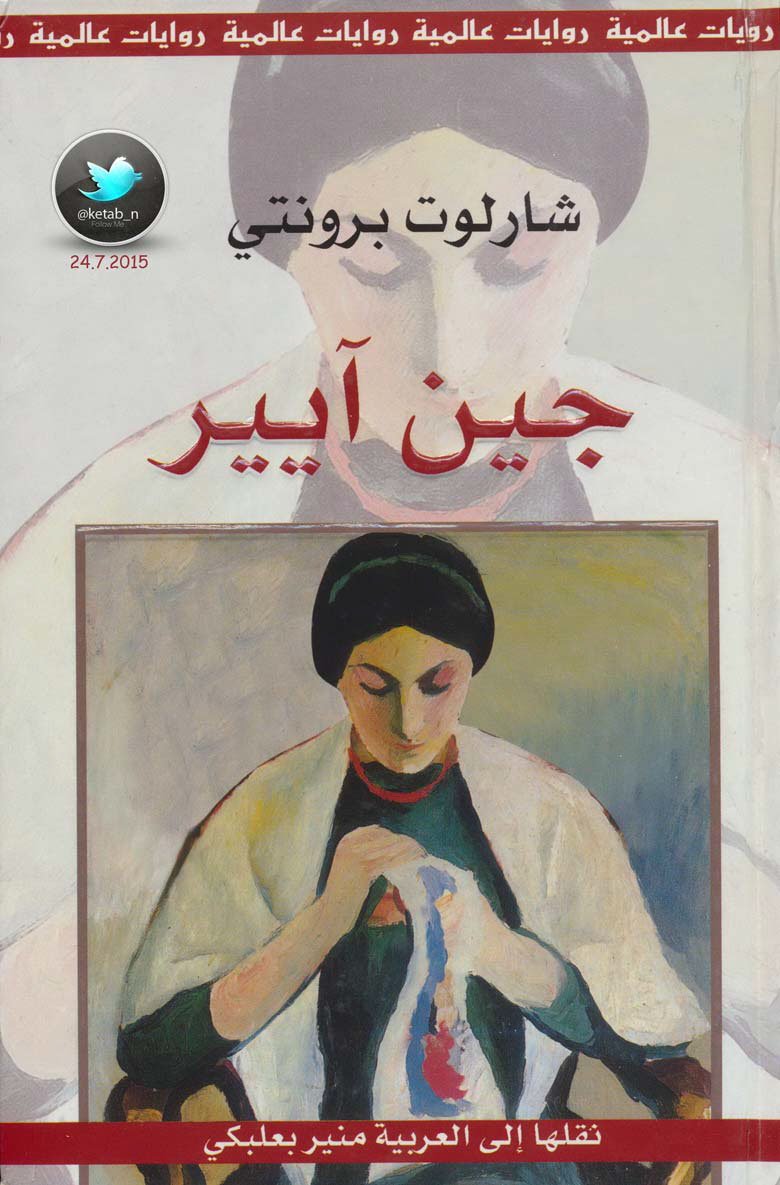 روايات عالمية روايات عالمية روايات عالمية روايات عالمية
@ketab_n
Follow Me
24.7.2015
شارلوت برونتي
جين آيير
نقلها إلى العربية منير بعلبكي